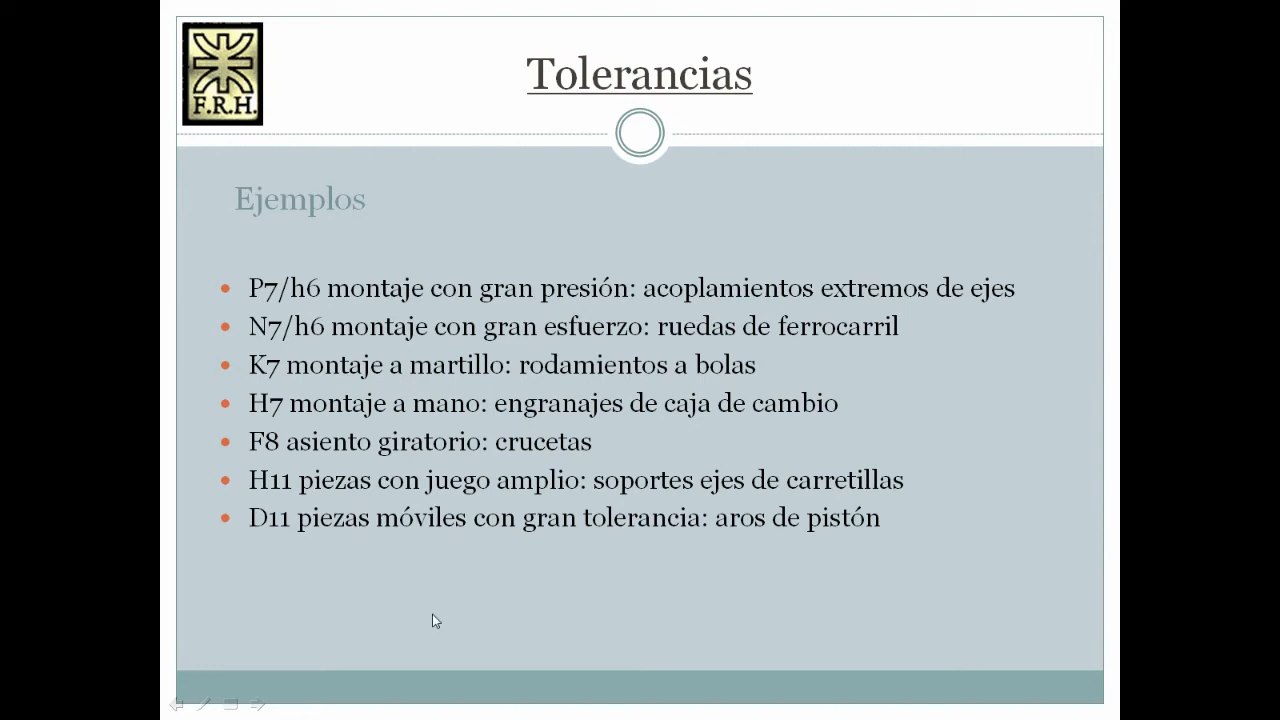 F.R.H.
Tolerancias
Ejemplos
P7/h6 montaje con gran presión: acoplamientos extremos de ejes
N7/h6 montaje con gran esfuerzo: ruedas de ferrocarril
K7 montaje a martillo: rodamientos a bolas
H7 montaje a mano: engranajes de caja de cambio
F8 asiento giratorio: crucetas
H11 piezas con juego amplio: soportes ejes de carretillas
D11 piezas móviles con gran tolerancia: aros de pistón